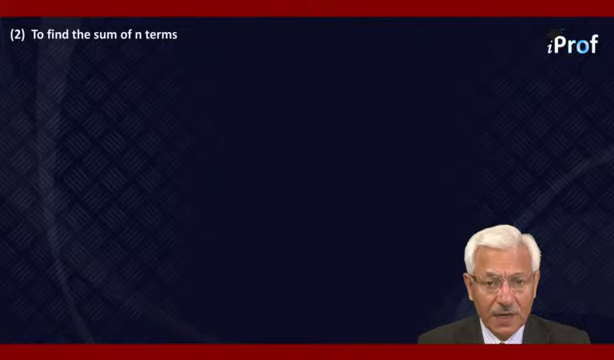 (2) To find the sum of n terms
iProf